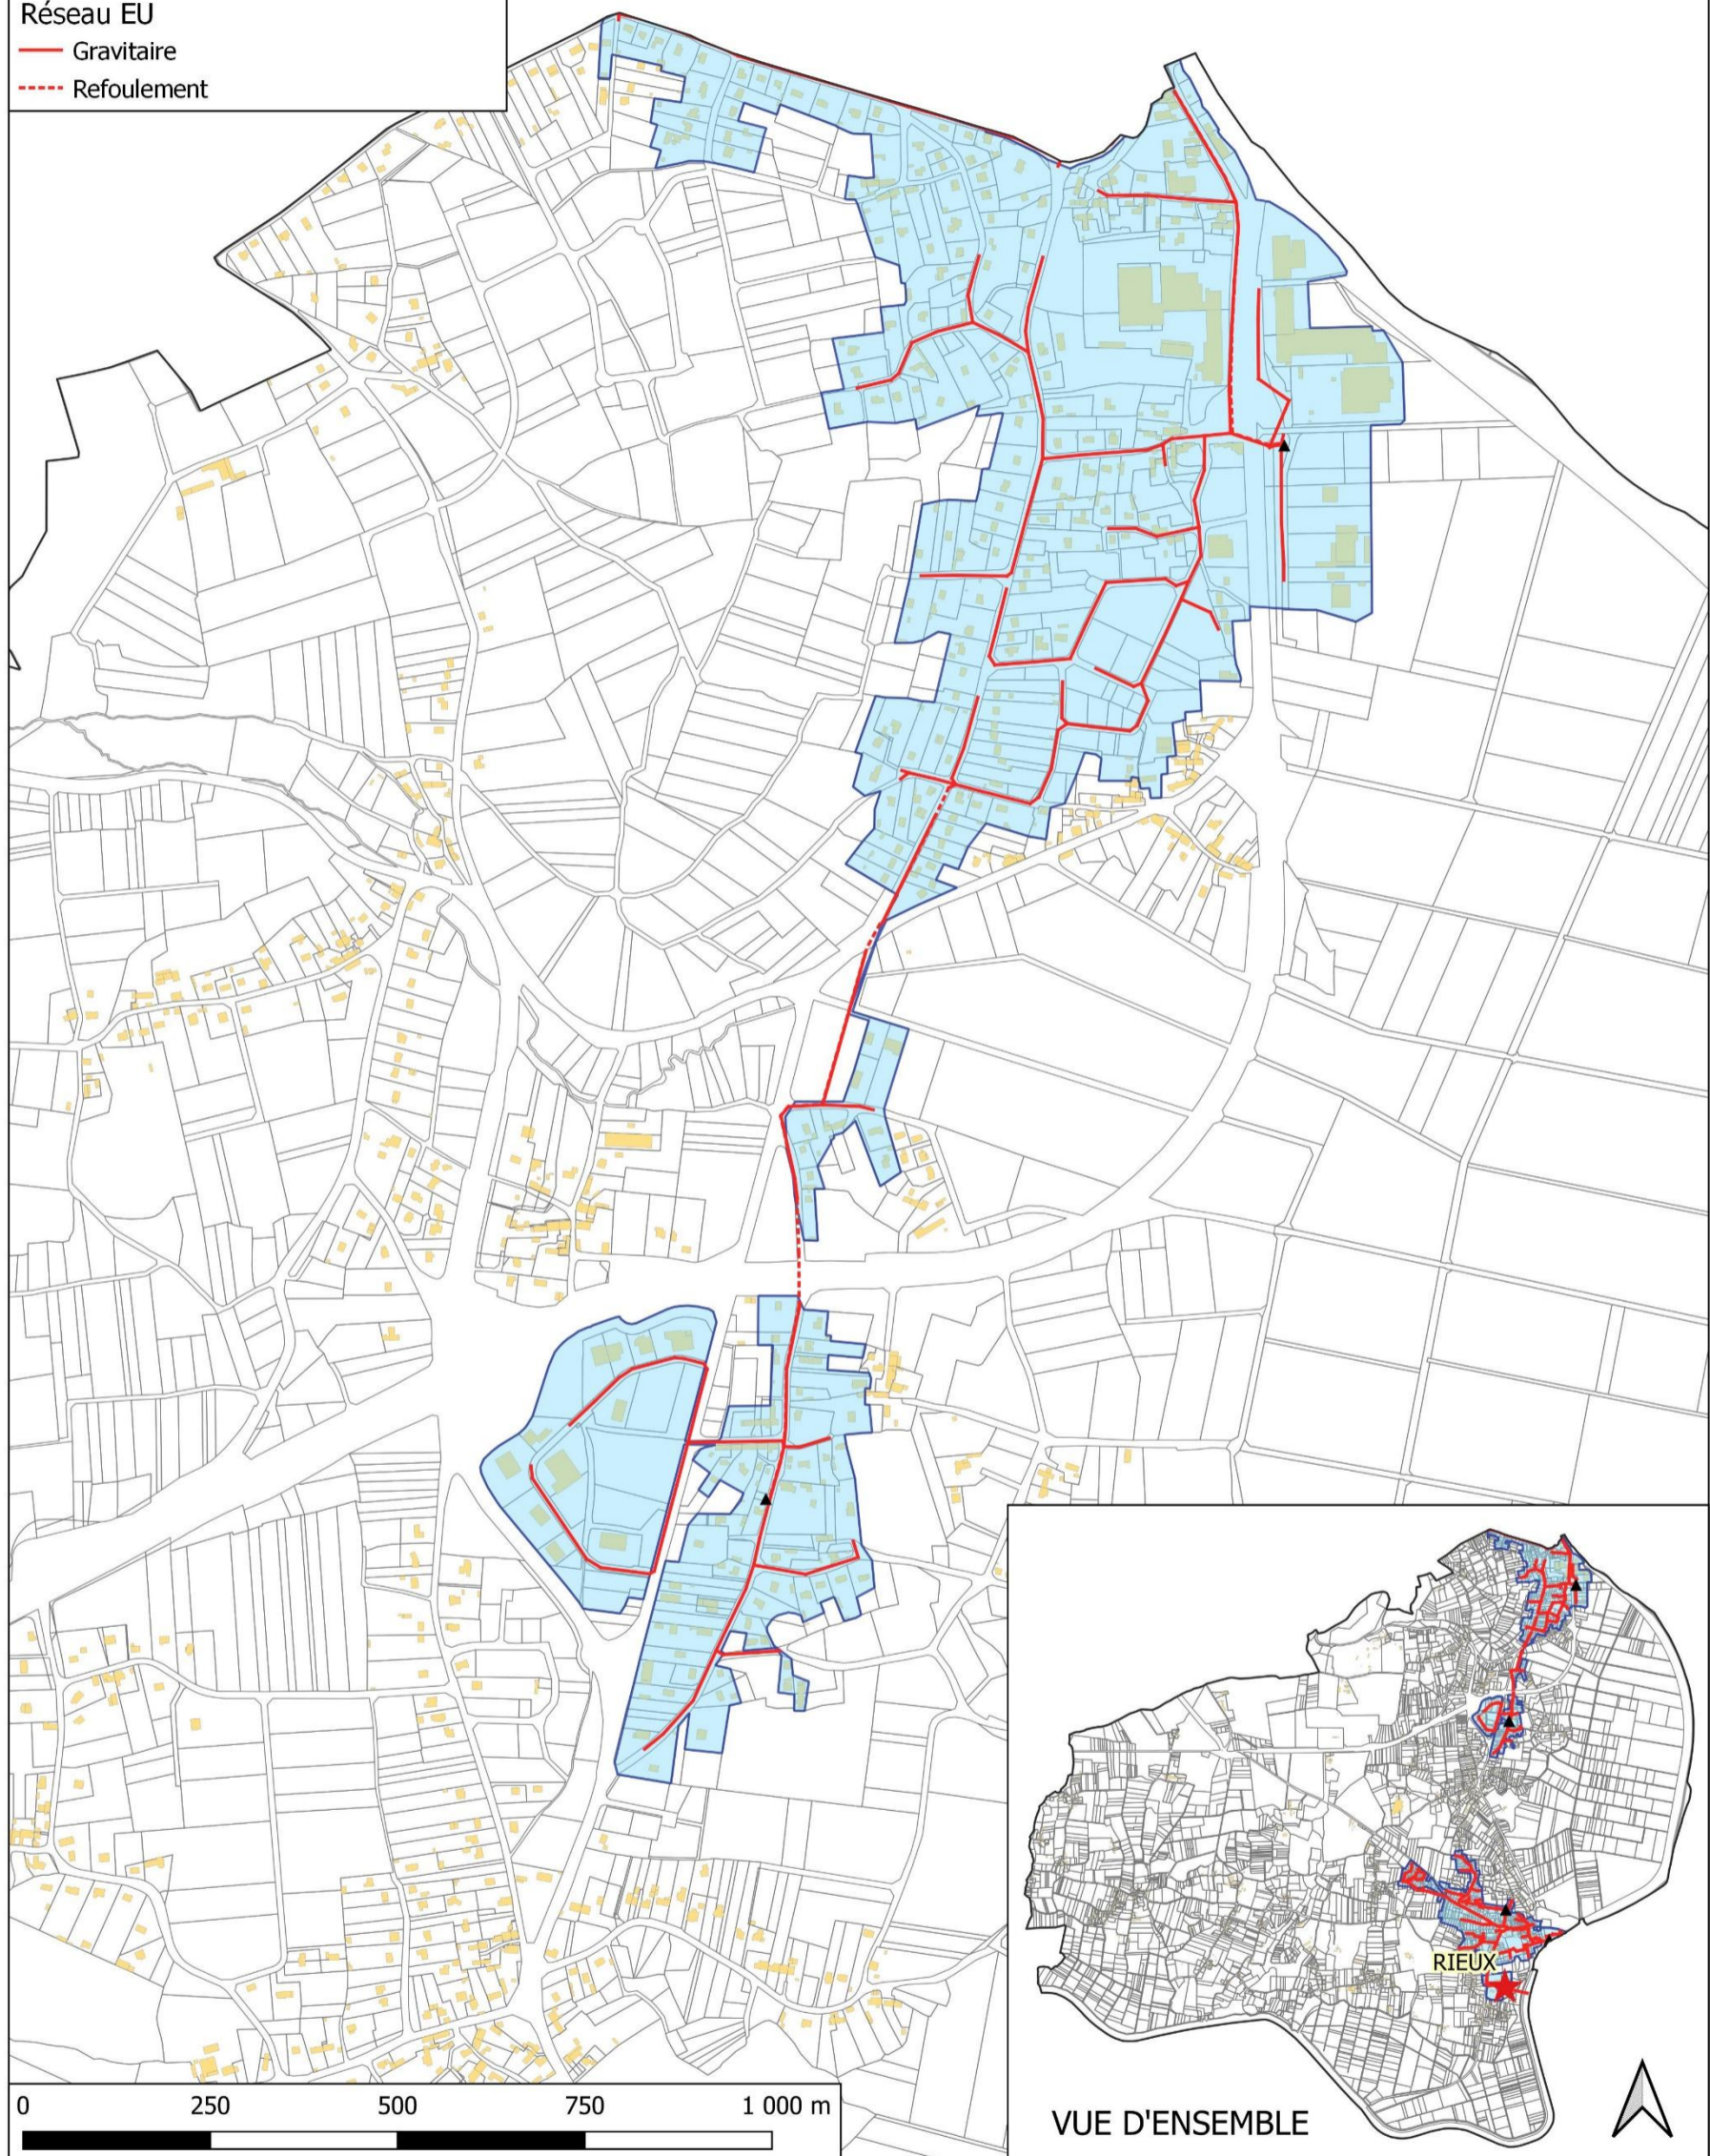 Réseau EU
Gravitaire
Refoulement
RIEUX
VUE D'ENSEMBLE
0 250 500 750 1 000 m